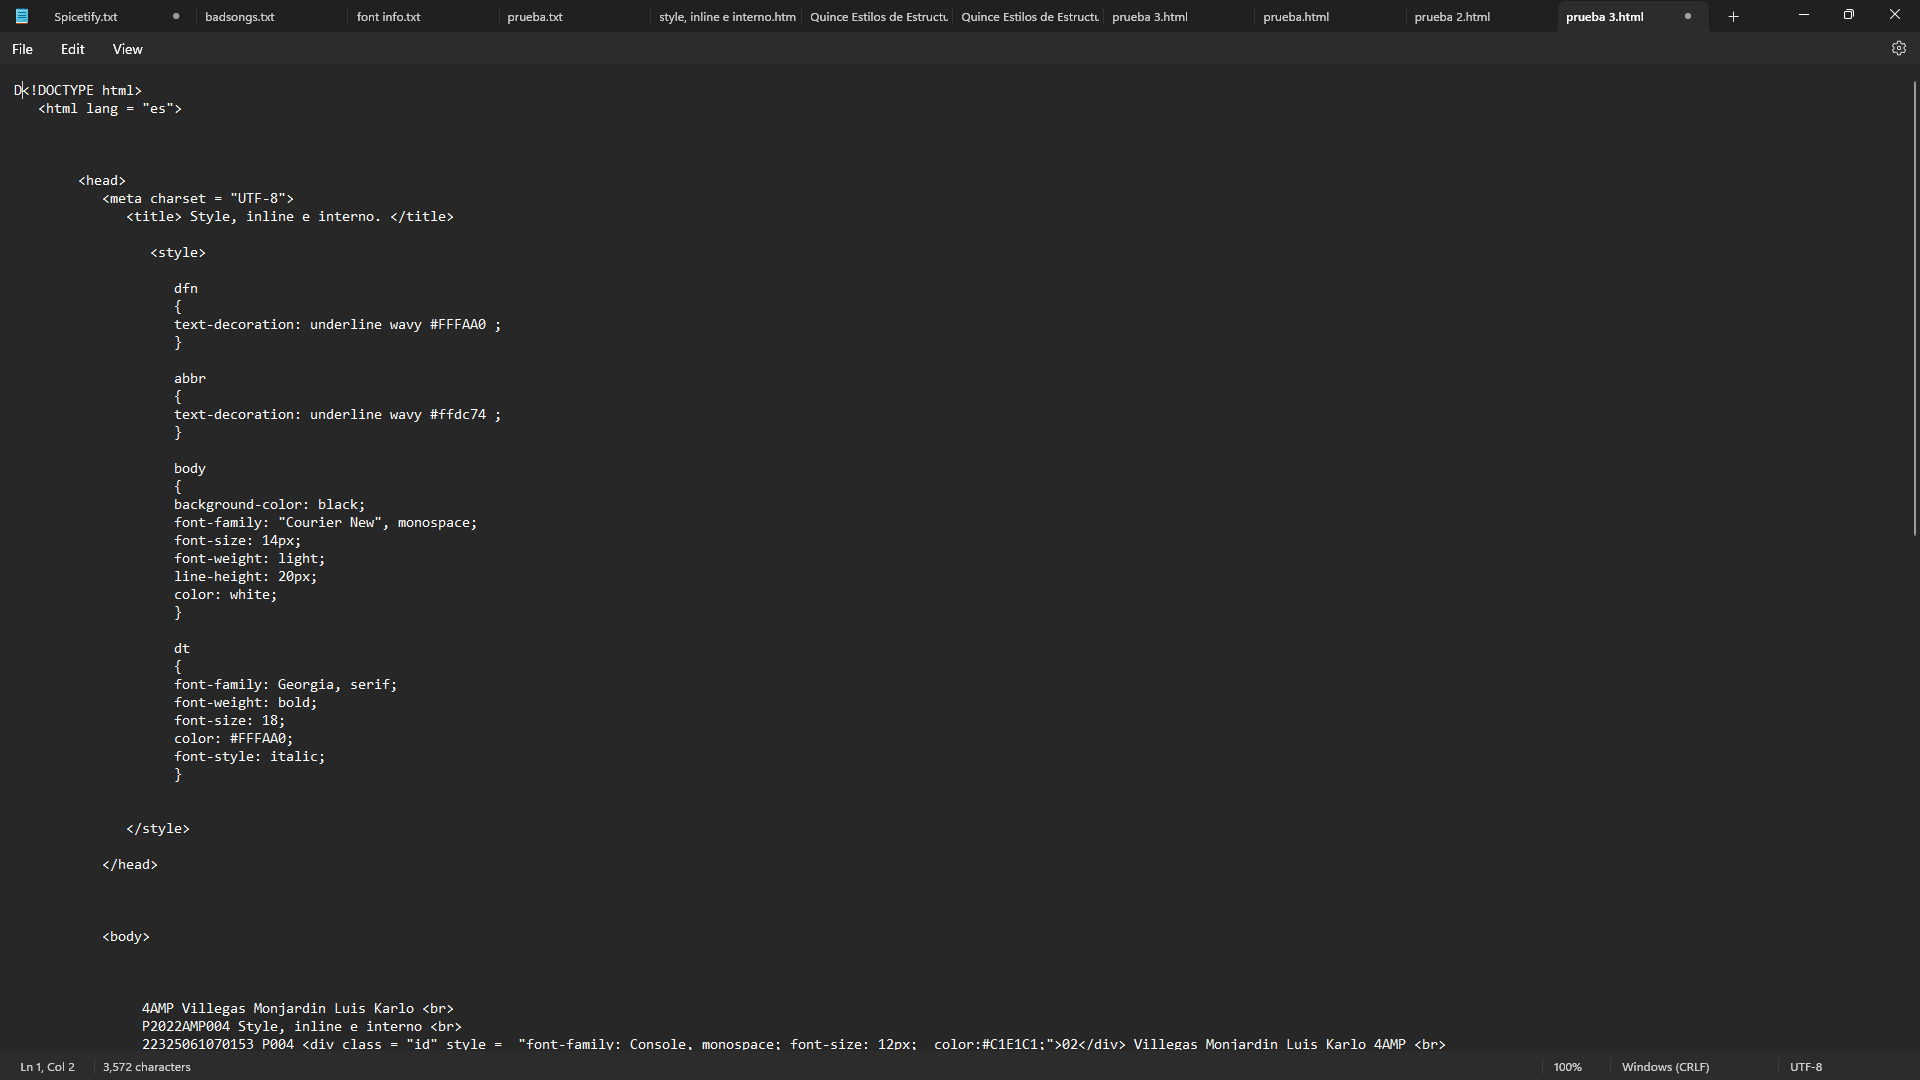 Spicetify.txt badsongs.txt font info.txt prueba.txt style, inline e interno.htm Quince Estilos de Estructu Quince Estilos de Estructu prueba 3.html prueba.html prueba 2.html prueba 3.html
File Edit View
D<!DOCTYPE html>
<html lang = "es">
<head>
<meta charset = "UTF-8">
<title> Style, inline e interno. </title>
<style>
dfn
{
text-decoration: underline wavy #FFFAA0 ;
}
abbr
{
text-decoration: underline wavy #ffdc74 ;
}
body
{
background-color: black;
font-family: "Courier New", monospace;
font-size: 14px;
font-weight: light;
line-height: 20px;
color: white;
}
dt
{
font-family: Georgia, serif;
font-weight: bold;
font-size: 18;
color: #FFFAA0;
font-style: italic;
}
</style>
</head>
<body>
4AMP Villegas Monjardin Luis Karlo <br>
P2022AMP004 Style, inline e interno <br>
22325061070153 P004 <div class = "id" style =  "font-family: Console, monospace; font-size: 12px;  color:#C1E1C1;">02</div> Villegas Monjardin Luis Karlo 4AMP <br>
Ln 1, Col 2 3,572 characters 100% Windows (CRLF) UTF-8